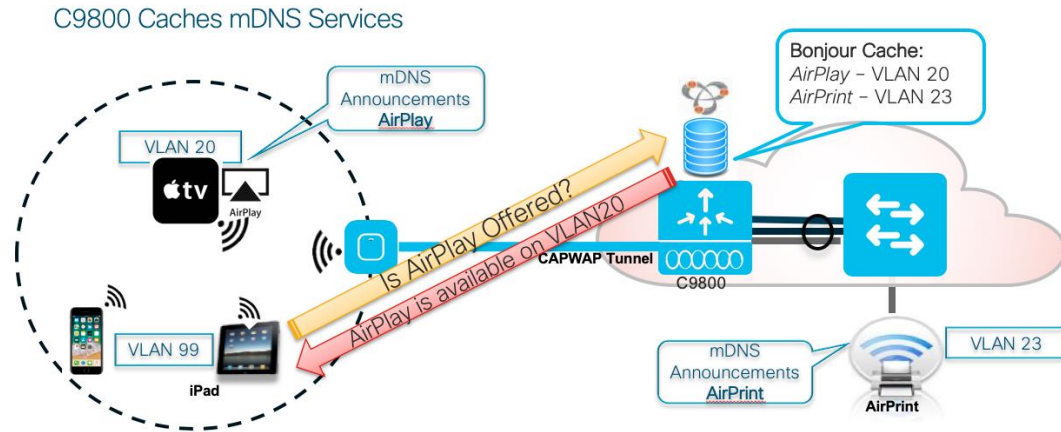 C9800 Caches mDNS Services
mDNS
Announcements
AirPlay
Bonjour Cache:
AirPlay – VLAN 20
AirPrint – VLAN 23
VLAN 20
tv
AirPlay
Is AirPlay Offered?
AirPlay is available on VLAN20
CAPWAP Tunnel
C9800
VLAN 99
iPad
mDNS
Announcements
AirPrint
VLAN 23
AirPrint